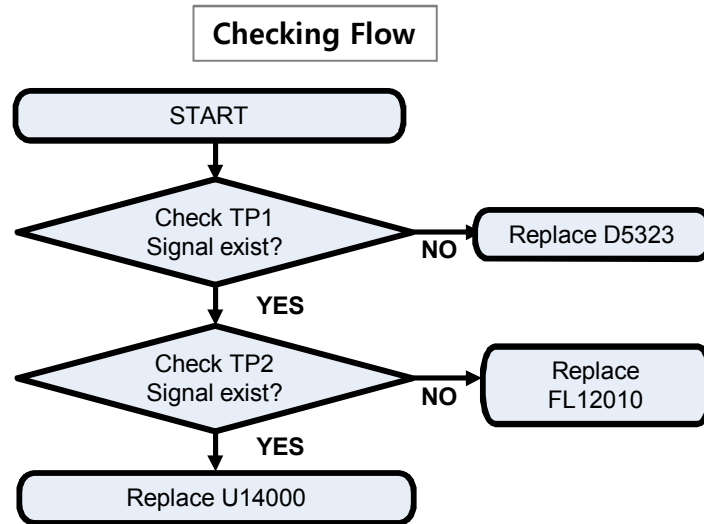 Checking Flow
START
Check TP1
Signal exist?
NO
Replace D5323
YES
Check TP2
Signal exist?
NO
Replace
FL12010
YES
Replace U14000